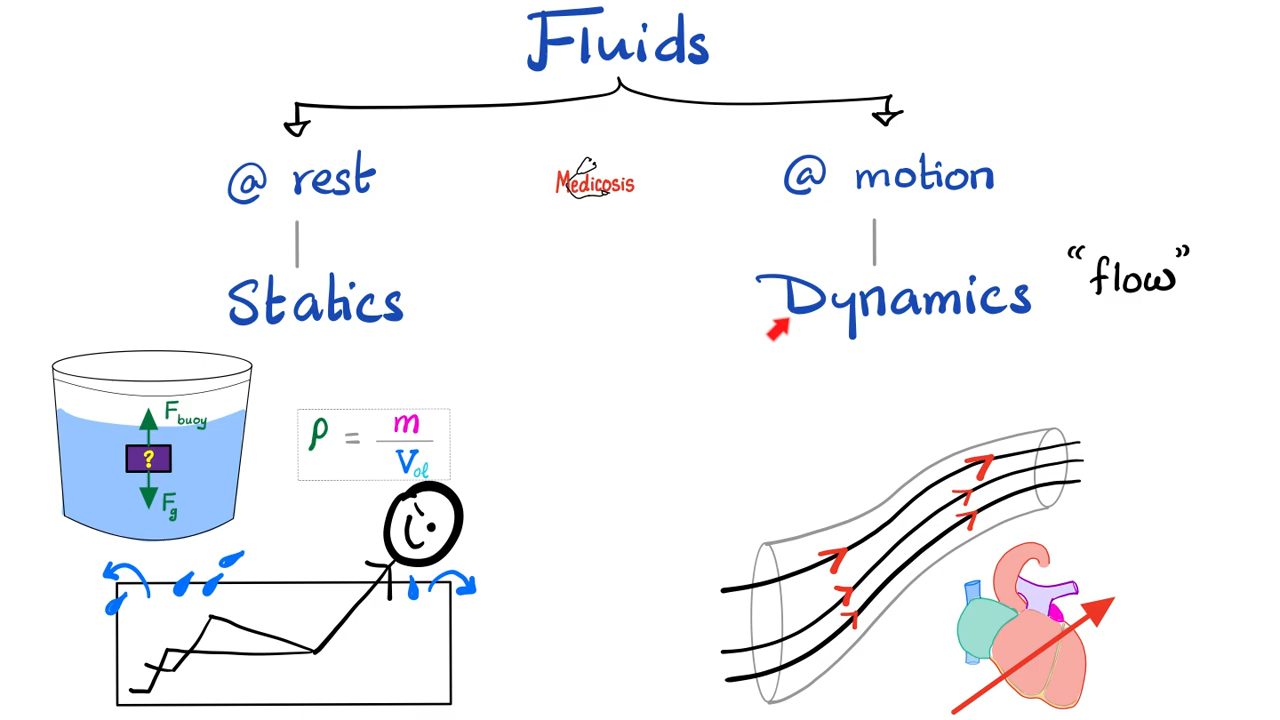 Fluids
@ rest
Medicosis
@ motion
Statics
Dynamics
“flow”
F buoy
?
F g
ρ = m / Vol